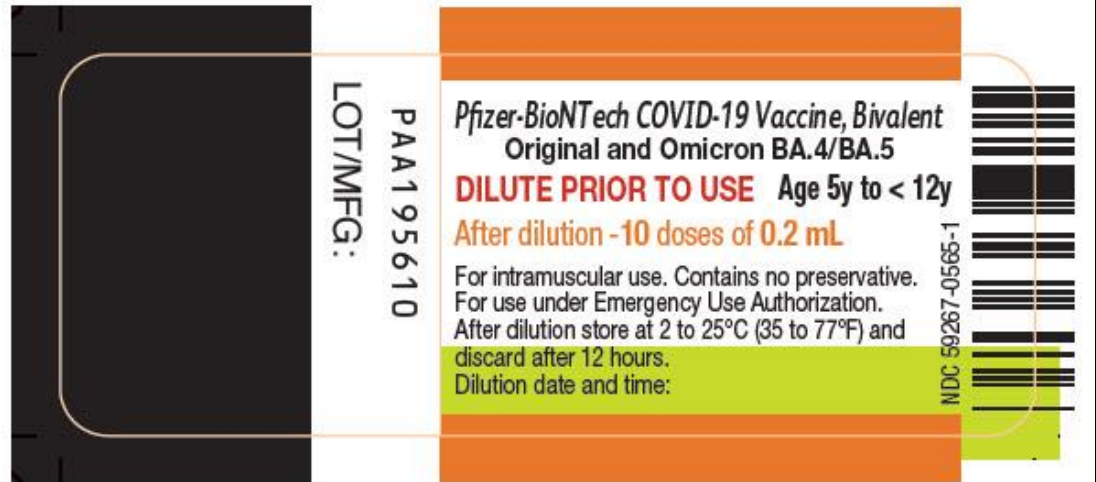 LOT/MFG:
PAA195610
Pfizer-BioNTech COVID-19 Vaccine, Bivalent
Original and Omicron BA.4/BA.5
DILUTE PRIOR TO USE Age 5y to < 12y
After dilution - 10 doses of 0.2 mL
For intramuscular use. Contains no preservative.
For use under Emergency Use Authorization.
After dilution store at 2 to 25°C (35 to 77°F) and
discard after 12 hours.
Dilution date and time:
NDC 59267-0565-1